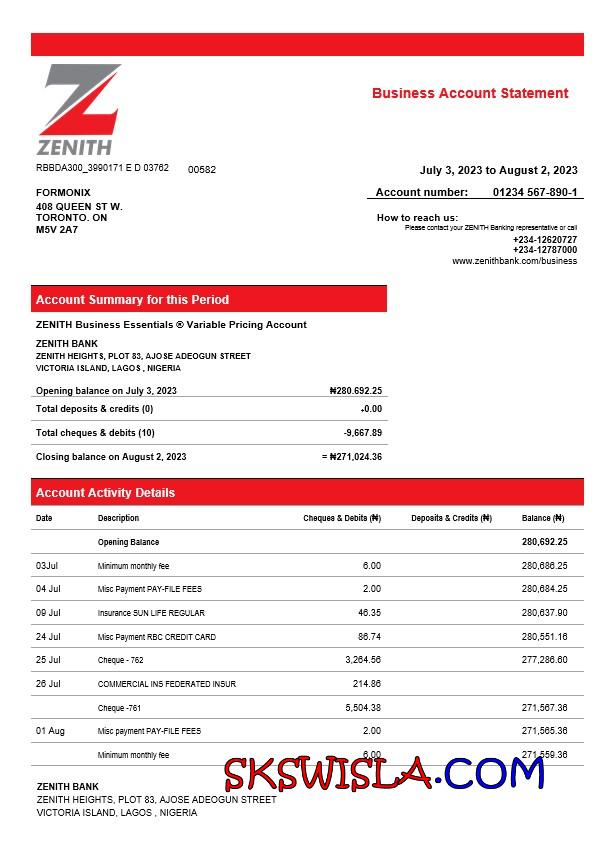 Business Account Statement
ZENITH
RBBDA300_3990171 E D 03762 00582
July 3, 2023 to August 2, 2023
FORMONIX
408 QUEEN ST W.
TORONTO. ON
M5V 2A7
Account number: 01234 567-890-1
How to reach us:
Please contact your ZENITH Banking representative or call
+234-12620727
+234-12787000
www.zenithbank.com/business
Account Summary for this Period
ZENITH Business Essentials ® Variable Pricing Account
ZENITH BANK
ZENITH HEIGHTS, PLOT 83, AJOSE ADEOGUN STREET
VICTORIA ISLAND, LAGOS , NIGERIA
Opening balance on July 3, 2023 ₦280.692.25
Total deposits & credits (0) +0.00
Total cheques & debits (10) -9,667.89
Closing balance on August 2, 2023 = ₦271,024.36
Account Activity Details
Date Description Cheques & Debits (₦) Deposits & Credits (₦) Balance (₦)
Opening Balance 280,692.25
03Jul Minimum monthly fee 6.00 280,686.25
04 Jul Misc Payment PAY-FILE FEES 2.00 280,684.25
09 Jul Insurance SUN LIFE REGULAR 46.35 280,637.90
24 Jul Misc Payment RBC CREDIT CARD 86.74 280,551.16
25 Jul Cheque - 762 3,264.56 277,286.60
26 Jul COMMERCIAL INS FEDERATED INSUR 214.86
Cheque -761 5,504.38 271,567.36
01 Aug Misc payment PAY-FILE FEES 2.00 271,565.36
Minimum monthly fee 6.00 271,559.36
SKSWISLA.COM
ZENITH BANK
ZENITH HEIGHTS, PLOT 83, AJOSE ADEOGUN STREET
VICTORIA ISLAND, LAGOS , NIGERIA